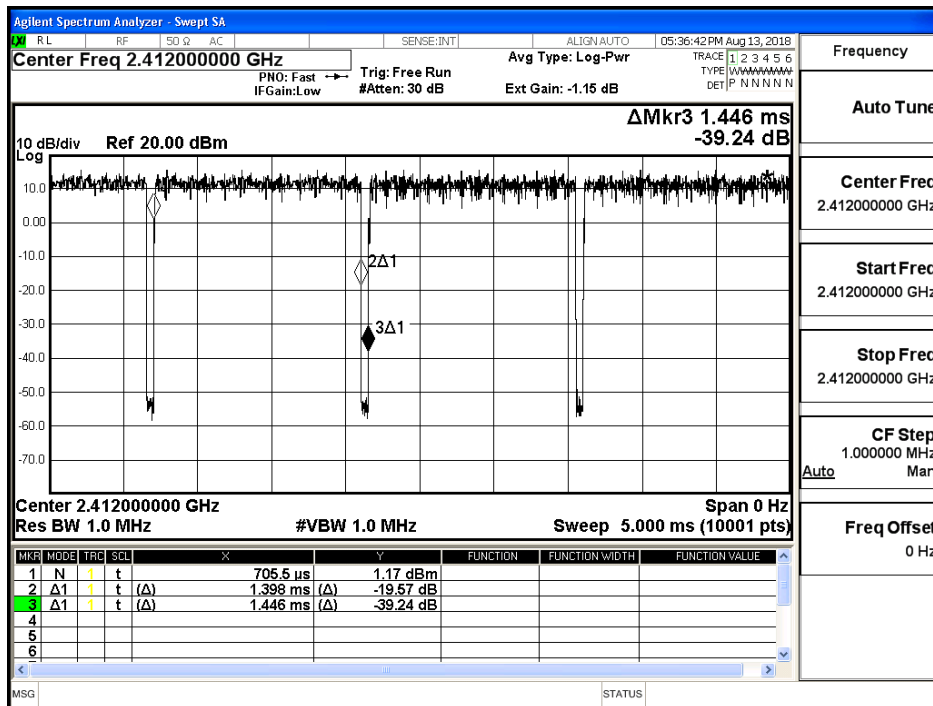 Agilent Spectrum Analyzer - Swept SA
LXI RL RF 50 Ω AC SENSE:INT ALIGN AUTO 05:36:42 PM Aug 13, 2018
Center Freq 2.412000000 GHz
PNO: Fast
IFGain:Low
Trig: Free Run
#Atten: 30 dB
Avg Type: Log-Pwr
Ext Gain: -1.15 dB
TRACE 1 2 3 4 5 6
TYPE WWWWWW
DET P N N N N N
ΔMkr3 1.446 ms
-39.24 dB
10 dB/div Ref 20.00 dBm
Log
10.0
0.00
-10.0
-20.0
-30.0
-40.0
-50.0
-60.0
-70.0
2Δ1
3Δ1
Center 2.412000000 GHz Span 0 Hz
Res BW 1.0 MHz #VBW 1.0 MHz Sweep 5.000 ms (10001 pts)
MKR MODE TRC SCL X Y FUNCTION FUNCTION WIDTH FUNCTION VALUE
1 N 1 t 705.5 µs 1.17 dBm
2 Δ1 1 t (Δ) 1.398 ms (Δ) -19.57 dB
3 Δ1 1 t (Δ) 1.446 ms (Δ) -39.24 dB
4
5
6
MSG STATUS
Frequency
Auto Tune
Center Freq
2.412000000 GHz
Start Freq
2.412000000 GHz
Stop Freq
2.412000000 GHz
CF Step
1.000000 MHz
Auto Man
Freq Offset
0 Hz